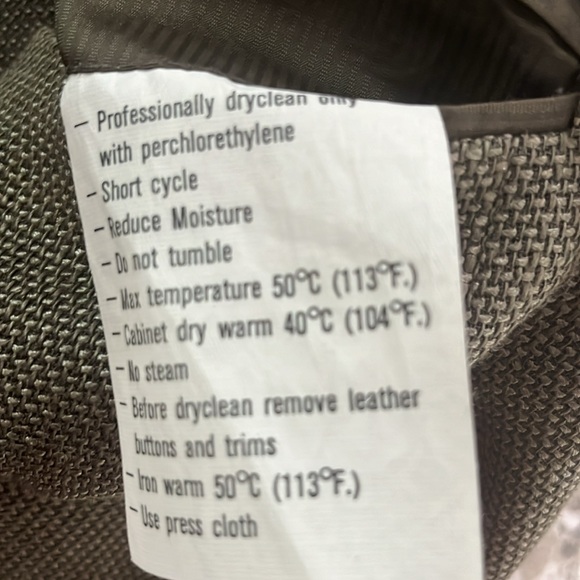 - Professionally dryclean only
with perchlorethylene
- Short cycle
- Reduce Moisture
- Do not tumble
- Max temperature 50°C (113°F.)
- Cabinet dry warm 40°C (104°F.)
- No steam
- Before dryclean remove leather
buttons and trims
- Iron warm 50°C (113°F.)
- Use press cloth